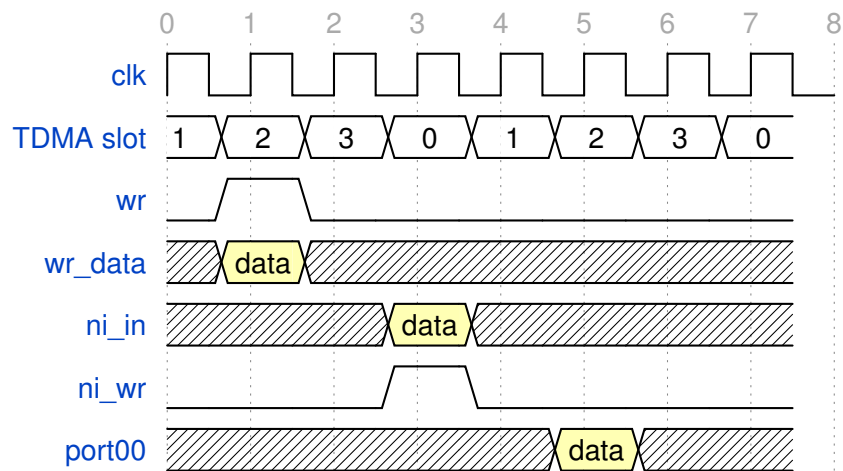 0 1 2 3 4 5 6 7 8
clk
TDMA slot 1 2 3 0 1 2 3 0
wr
wr_data data
ni_in data
ni_wr
port00 data